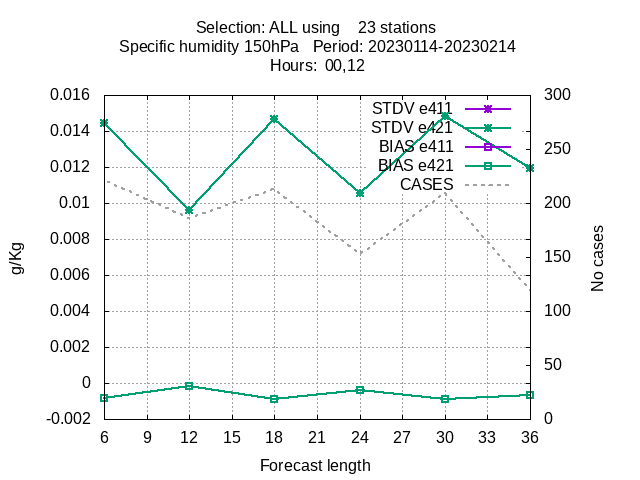 Selection: ALL using    23 stations
Specific humidity 150hPa   Period: 20230114-20230214
Hours: 00,12
STDV e411
STDV e421
BIAS e411
BIAS e421
CASES
0.016
0.014
0.012
0.01
0.008
0.006
0.004
0.002
0
-0.002
g/Kg
300
250
200
150
100
50
0
No cases
6 9 12 15 18 21 24 27 30 33 36
Forecast length